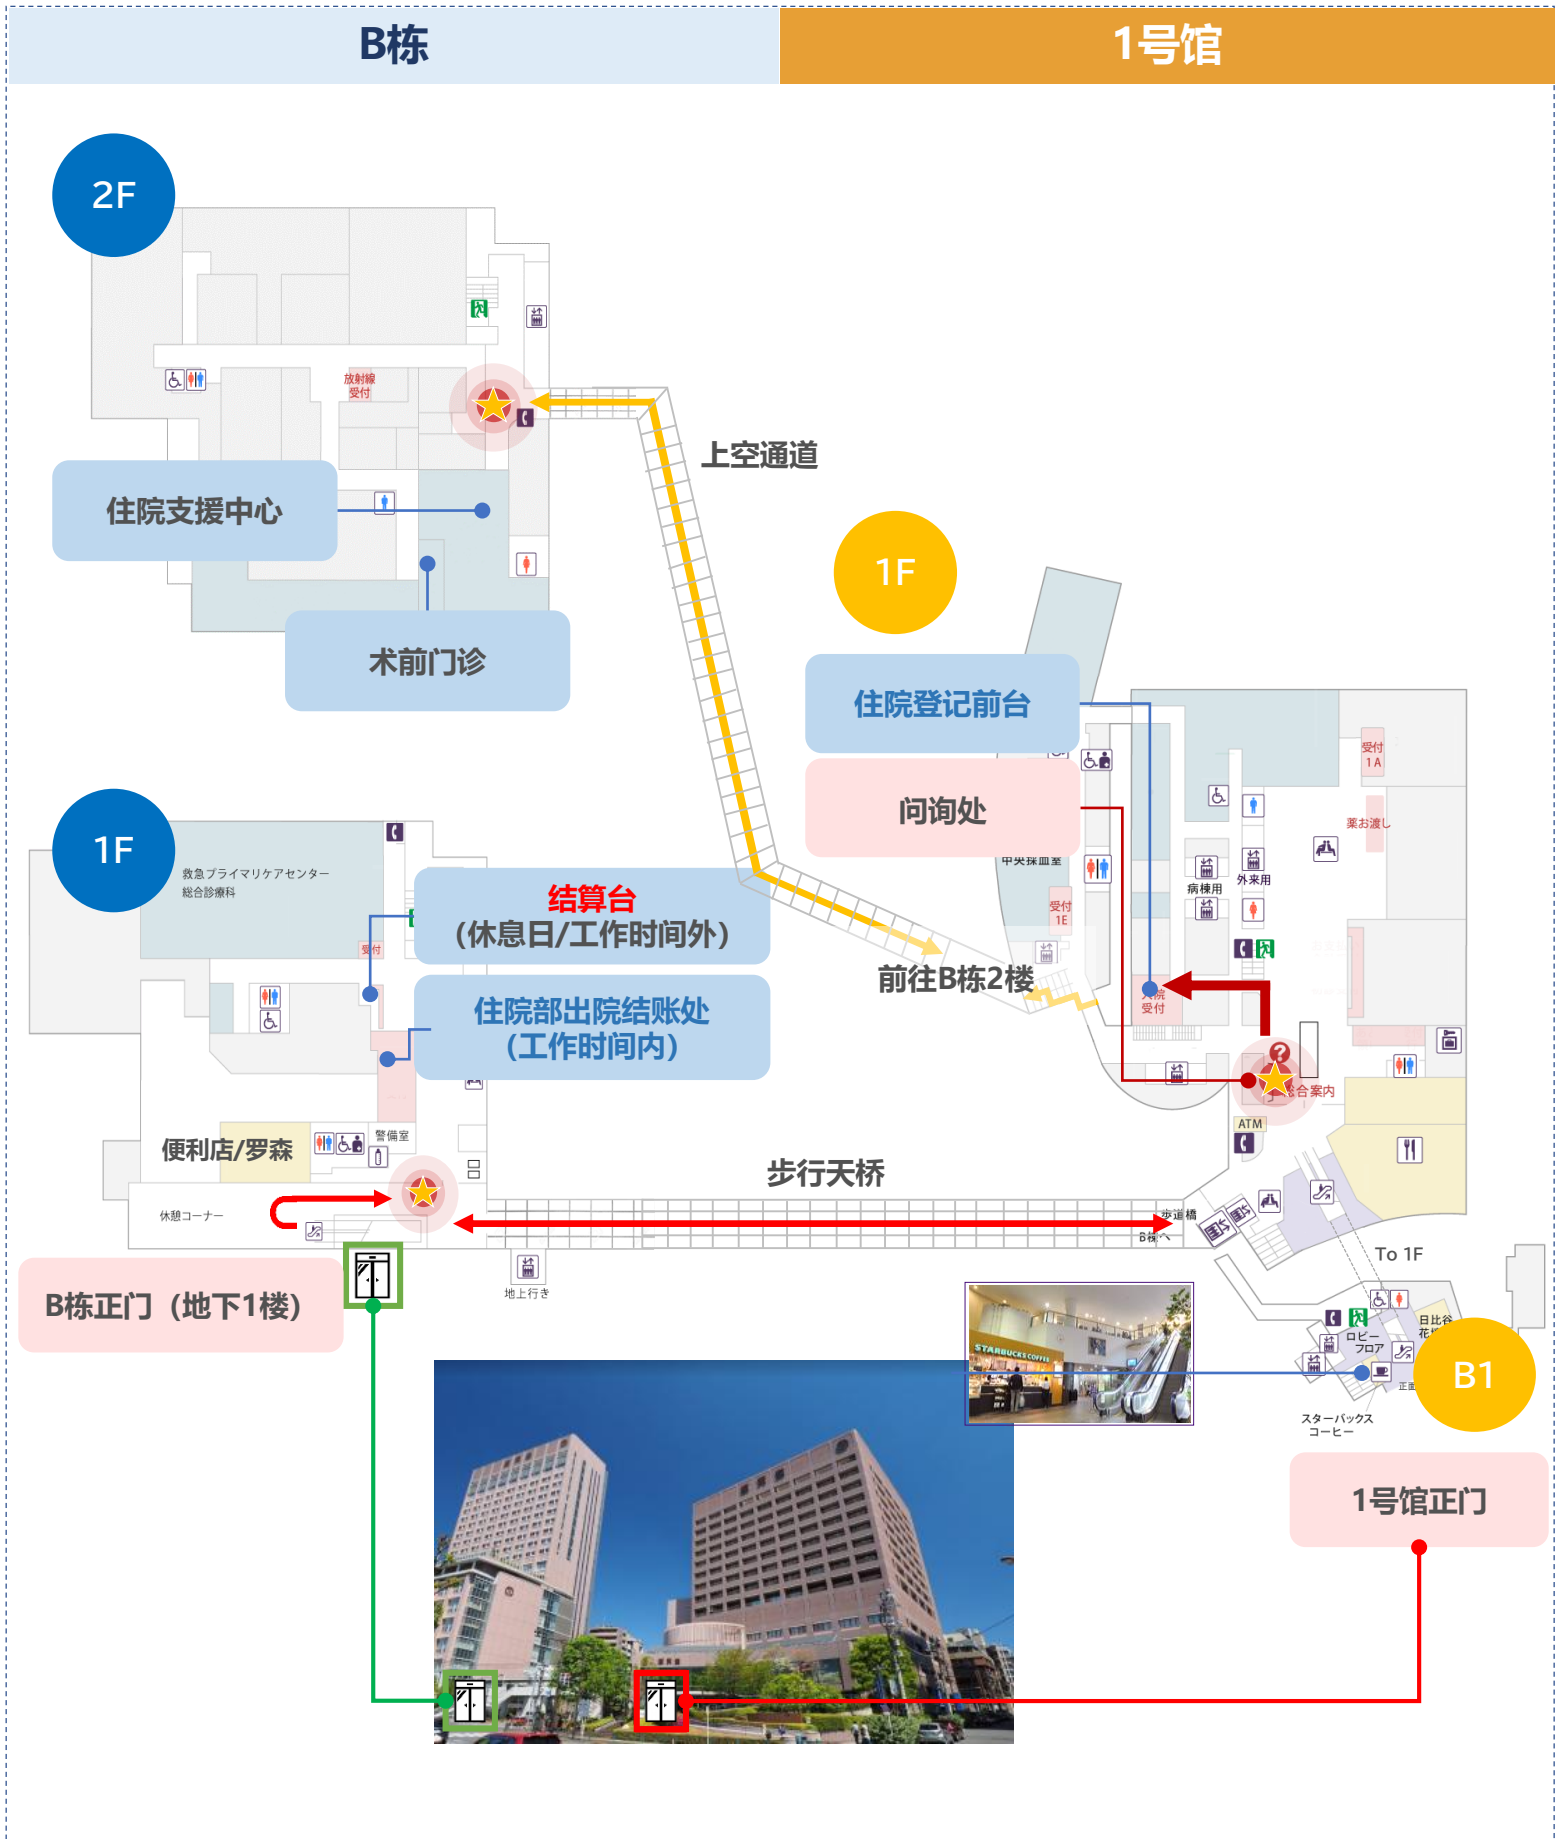 B栋
1号馆
2F
放射線
受付
上空通道
住院支援中心
术前门诊
1F
住院登记前台
问询处
受付
1A
薬お渡し
中央採血室
病棟用
外来用
受付
1E
1F
救急プライマリケアセンター
総合診療科
受付
结算台
（休息日/工作时间外）
前往B栋2楼
受付
住院部出院结账处
（工作时间内）
総合案内
ATM
警備室
便利店/罗森
步行天桥
休憩コーナー
歩道橋
B棟へ
To 1F
地上行き
B栋正门（地下1楼）
STARBUCKS COFFEE
日比谷
ロビー
フロア
B1
スターバックス
コーヒー
1号馆正门